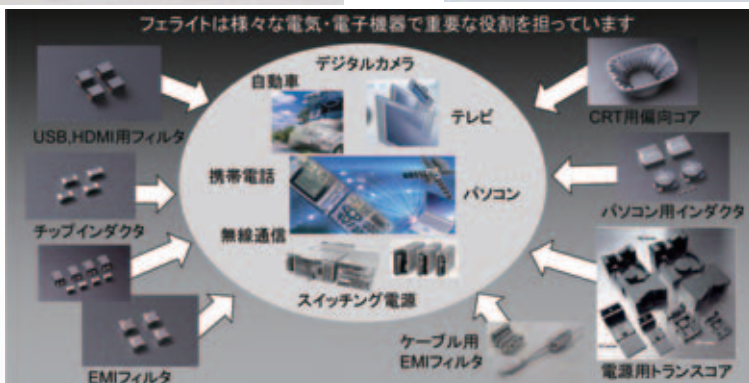 フェライトは様々な電気・電子機器で重要な役割を担っています
デジタルカメラ
自動車
テレビ
携帯電話
パソコン
無線通信
スイッチング電源
USB,HDMI用フィルタ
チップインダクタ
EMIフィルタ
CRT用偏向コア
パソコン用インダクタ
電源用トランスコア
ケーブル用
EMIフィルタ